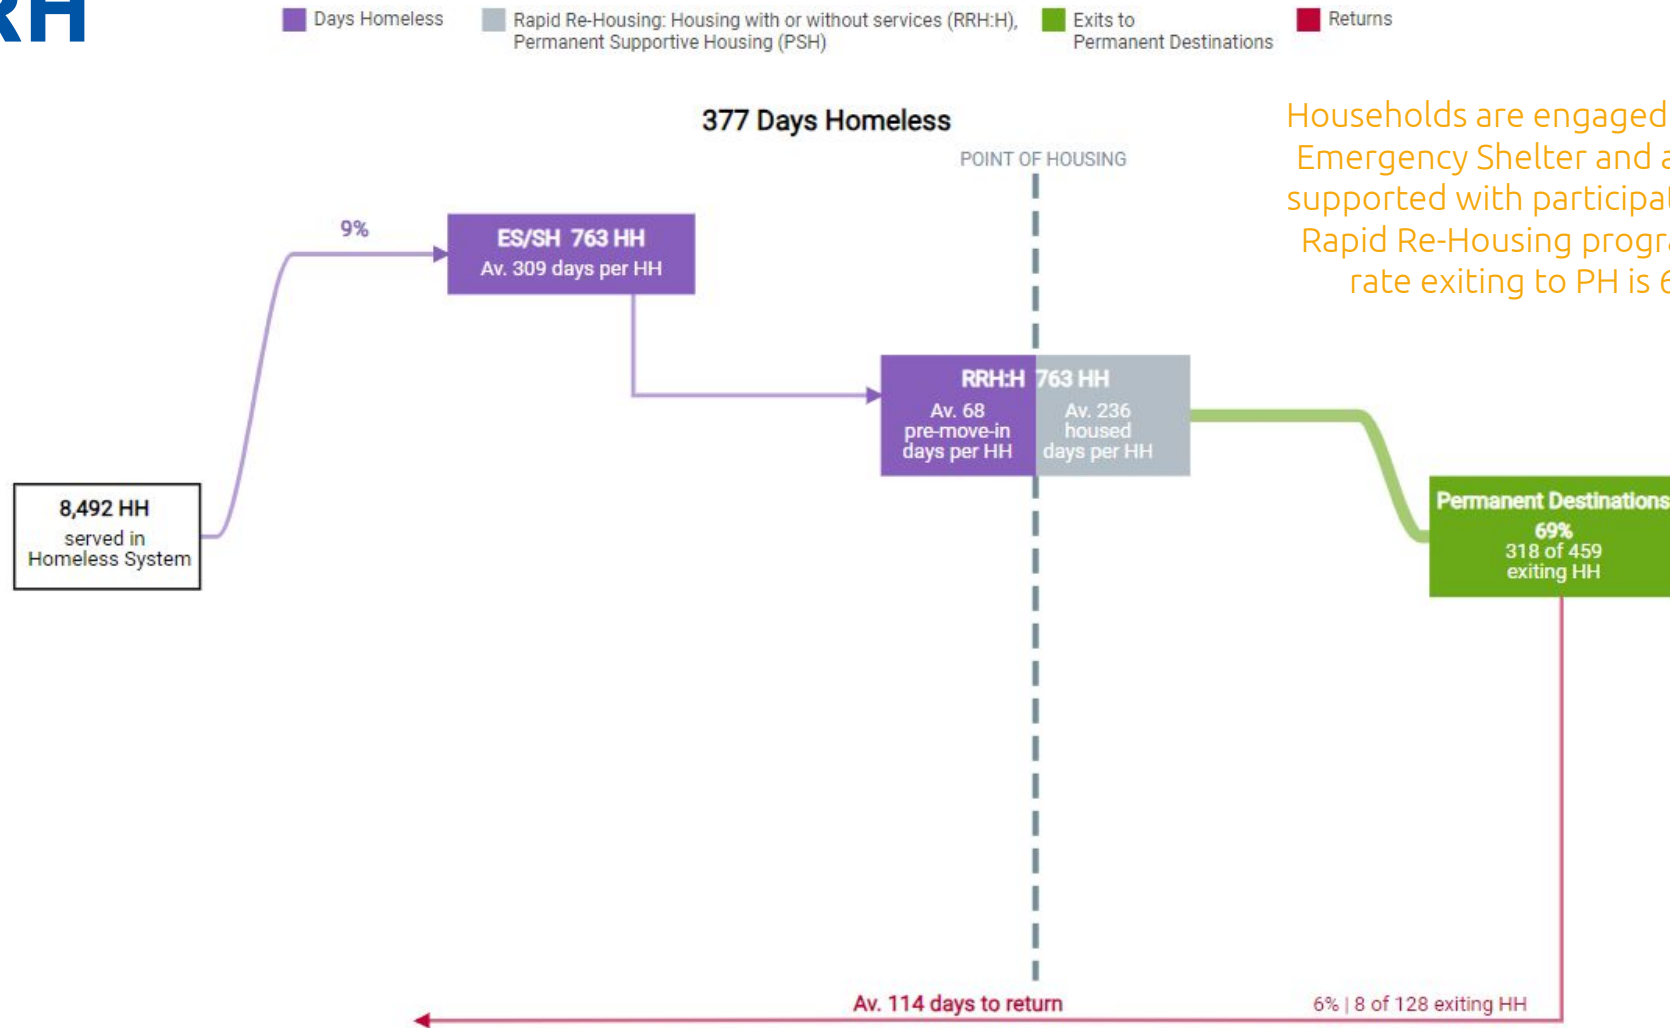 RH
Days Homeless
Rapid Re-Housing: Housing with or without services (RRH:H),
Permanent Supportive Housing (PSH)
Exits to
Permanent Destinations
Returns
377 Days Homeless
POINT OF HOUSING
Households are engaged
Emergency Shelter and
supported with
Rapid Re-Housing
rate exiting to PH is
9%
ES/SH 763 HH
Av. 309 days per HH
RRH:H 763 HH
Av. 68
pre-move-in
days per HH
Av. 236
housed
days per HH
8,492 HH
served in
Homeless System
Permanent Destinations
69%
318 of 459
exiting HH
Av. 114 days to return
6% | 8 of 128 exiting HH